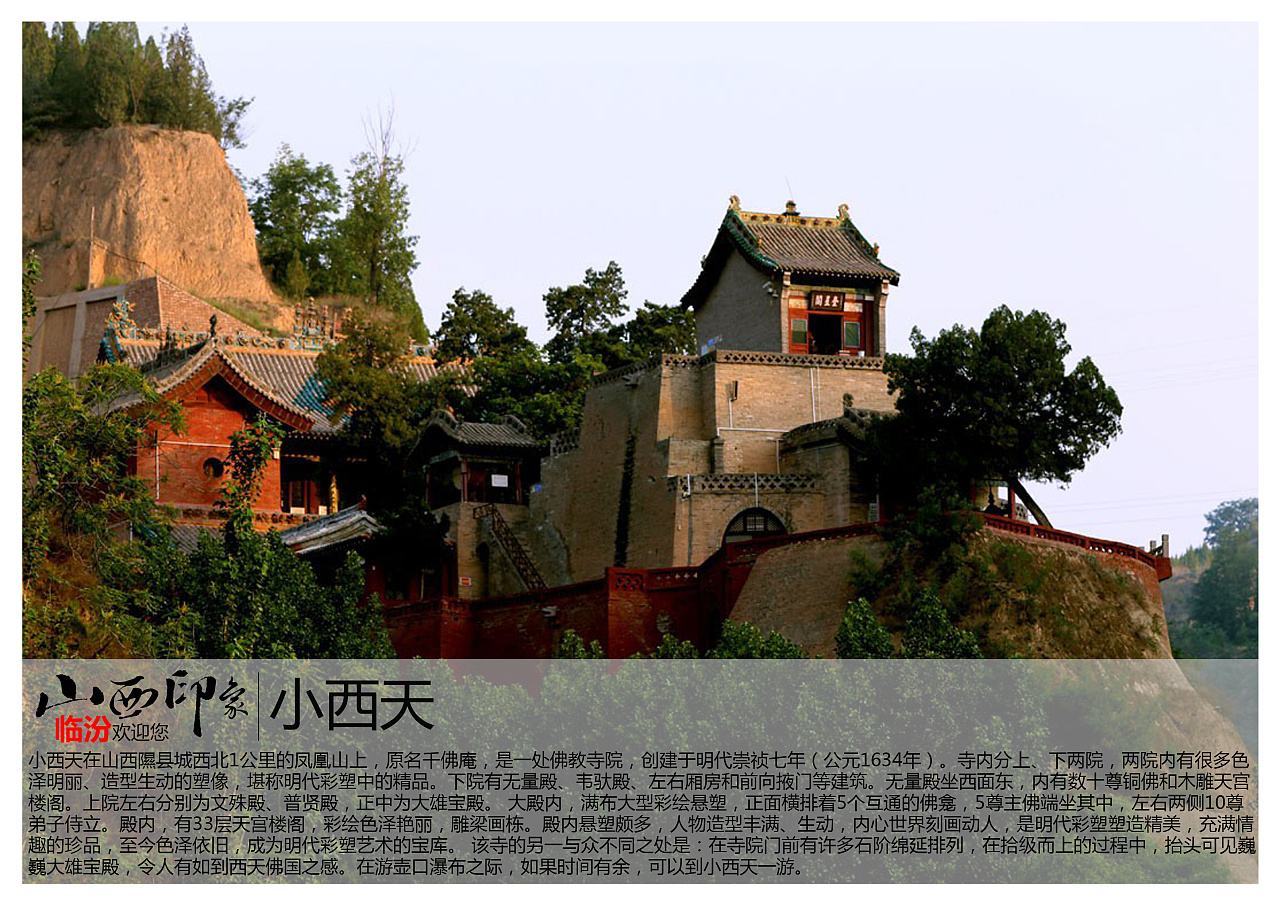 奎星閣
山西印象
小西天
临汾欢迎您
小西天在山西隰县城西北1公里的凤凰山上，原名千佛庵，是一处佛教寺院，创建于明代崇祯七年（公元1634年）。寺内分上、下两院，两院内有很多色
泽明丽、造型生动的塑像，堪称明代彩塑中的精品。下院有无量殿、韦驮殿、左右厢房和前向掖门等建筑。无量殿坐西面东，内有数十尊铜佛和木雕天宫
楼阁。上院左右分别为文殊殿、普贤殿，正中为大雄宝殿。 大殿内，满布大型彩绘悬塑，正面横排着5个互通的佛龛，5尊主佛端坐其中，左右两侧10尊
弟子侍立。殿内，有33层天宫楼阁，彩绘色泽艳丽，雕梁画栋。殿内悬塑颇多，人物造型丰满、生动，内心世界刻画动人，是明代彩塑塑造精美，充满情
趣的珍品，至今色泽依旧，成为明代彩塑艺术的宝库。 该寺的另一与众不同之处是：在寺院门前有许多石阶绵延排列，在拾级而上的过程中，抬头可见巍
巍大雄宝殿，令人有如到西天佛国之感。在游壶口瀑布之际，如果时间有余，可以到小西天一游。